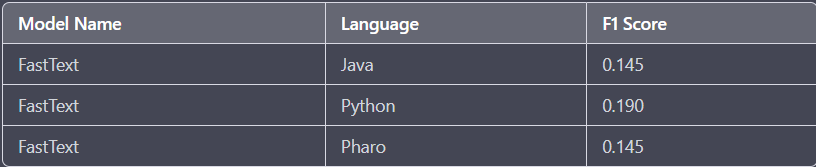 Model Name Language F1 Score
FastText Java 0.145
FastText Python 0.190
FastText Pharo 0.145